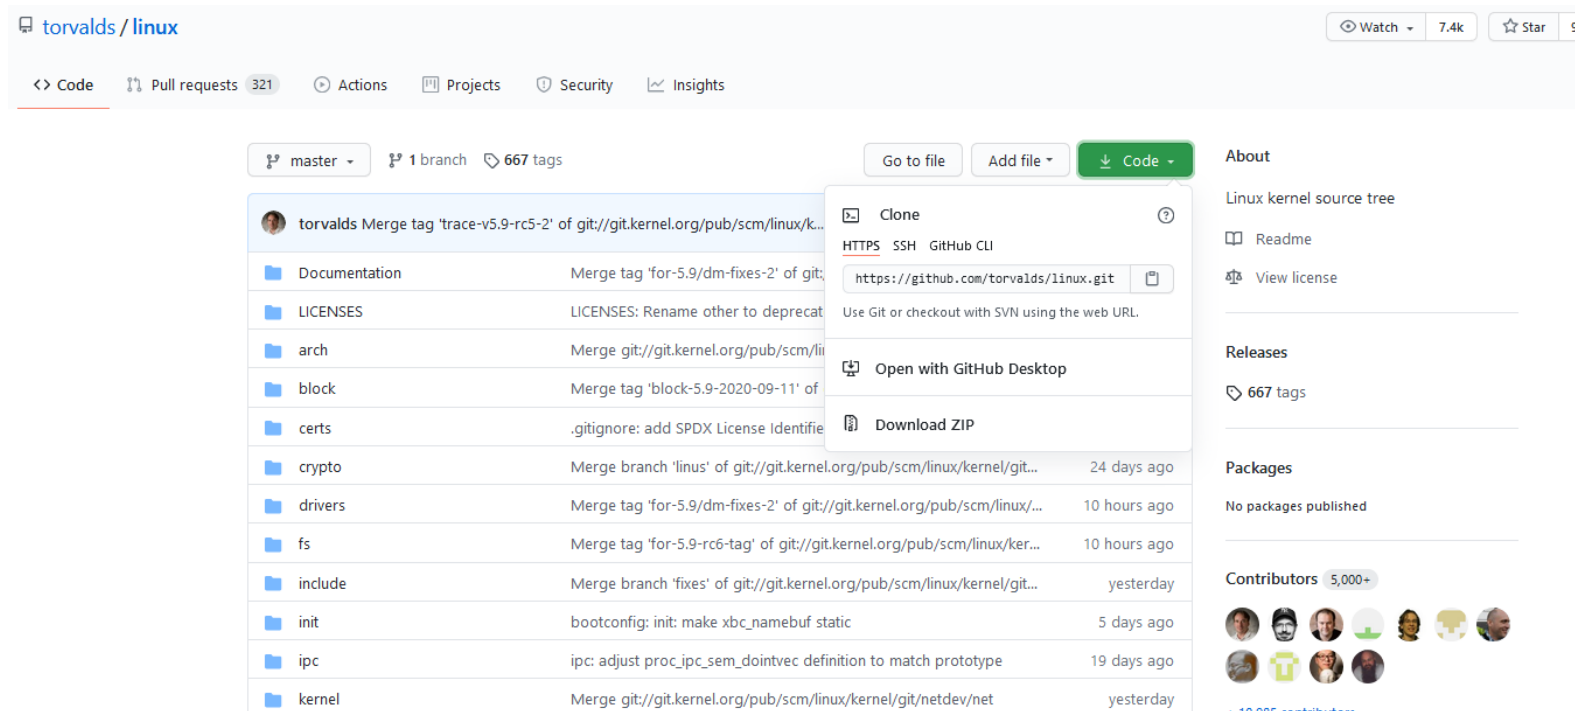 torvalds / linux
Watch 7.4k Star
Code Pull requests 321 Actions Projects Security Insights
master 1 branch 667 tags Go to file Add file Code
torvalds Merge tag 'trace-v5.9-rc5-2' of git://git.kernel.org/pub/scm/linux/k...
Documentation Merge tag 'for-5.9/dm-fixes-2' of git:
LICENSES LICENSES: Rename other to deprecat
arch Merge git://git.kernel.org/pub/scm/li
block Merge tag 'block-5.9-2020-09-11' of
certs .gitignore: add SPDX License Identifie
crypto Merge branch 'linus' of git://git.kernel.org/pub/scm/linux/kernel/git... 24 days ago
drivers Merge tag 'for-5.9/dm-fixes-2' of git://git.kernel.org/pub/scm/linux/... 10 hours ago
fs Merge tag 'for-5.9-rc6-tag' of git://git.kernel.org/pub/scm/linux/ker... 10 hours ago
include Merge branch 'fixes' of git://git.kernel.org/pub/scm/linux/kernel/git... yesterday
init bootconfig: init: make xbc_namebuf static 5 days ago
ipc ipc: adjust proc_ipc_sem_dointvec definition to match prototype 19 days ago
kernel Merge git://git.kernel.org/pub/scm/linux/kernel/git/netdev/net yesterday
Clone
HTTPS SSH GitHub CLI
https://github.com/torvalds/linux.git
Use Git or checkout with SVN using the web URL.
Open with GitHub Desktop
Download ZIP
About
Linux kernel source tree
Readme
View license
Releases
667 tags
Packages
No packages published
Contributors 5,000+